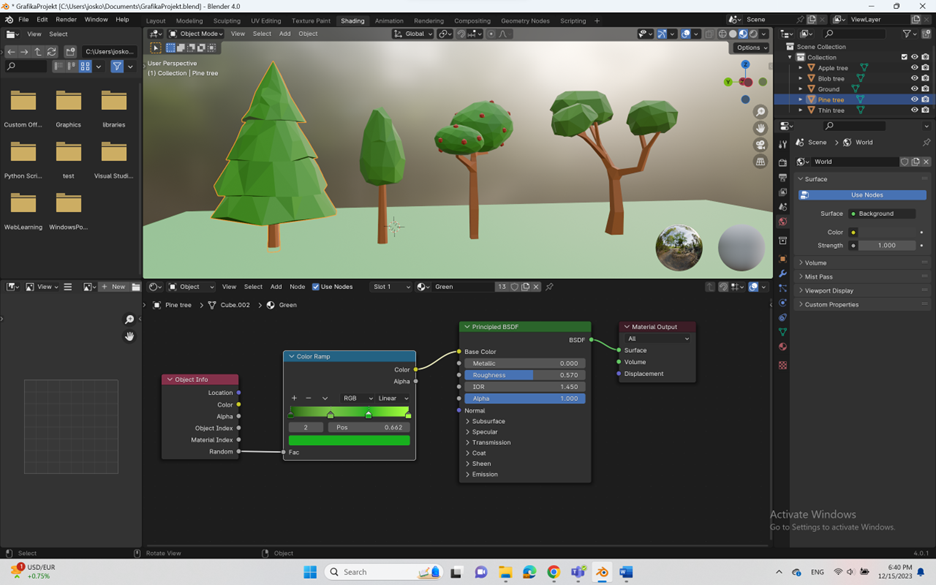 * GrafikaProjekt [C:\Users\josko\...\GrafikaProjekt.blend] - Blender 4.0
File Edit Render Window Help
Layout Modeling Sculpting UV Editing Texture Paint Shading Animation Rendering Compositing Geometry Nodes Scripting +
Scene
ViewLayer
View Select
Object Mode View Select Add Object
Global
Options
C:\Users\josko...
Custom Off... Graphics libraries
Python Scri... test Visual Studi...
WebLearning WindowsPo...
User Perspective
(1) Collection | Pine tree
Z
Y
Scene Collection
Collection
Apple tree
Blob tree
Ground
Pine tree
Thin tree
Scene > World
World
Surface
Use Nodes
Surface Background
Color
Strength 1.000
Volume
Mist Pass
Viewport Display
Custom Properties
View
+ New
Object View Select Add Node Use Nodes Slot 1 Green 13
Pine tree > Cube.002 > Green
Object Info
Location
Color
Alpha
Object Index
Material Index
Random
Color Ramp
Color
Alpha
+ − RGB Linear
2 Pos 0.662
Fac
Principled BSDF
BSDF
Base Color
Metallic 0.000
Roughness 0.570
IOR 1.450
Alpha 1.000
Normal
Subsurface
Specular
Transmission
Coat
Sheen
Emission
Material Output
All
Surface
Volume
Displacement
Activate Windows
Go to Settings to activate Windows.
Select Rotate View Object 4.0.1
1
USD/EUR
+0.75%
Search
ENG
6:40 PM
12/15/2023